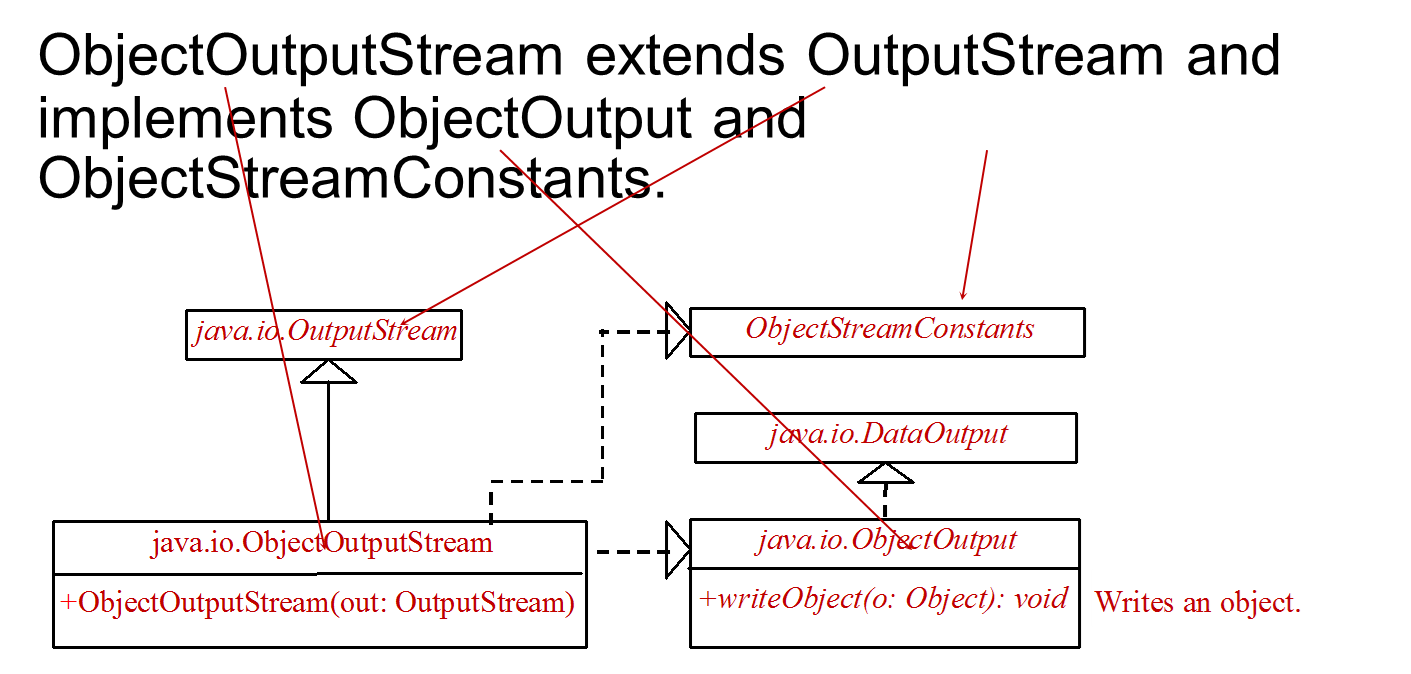 ObjectOutputStream extends OutputStream and
implements ObjectOutput and
ObjectStreamConstants.
java.io.OutputStream
ObjectStreamConstants
java.io.DataOutput
java.io.ObjectOutputStream
+ObjectOutputStream(out: OutputStream)
java.io.ObjectOutput
+writeObject(o: Object): void
Writes an object.